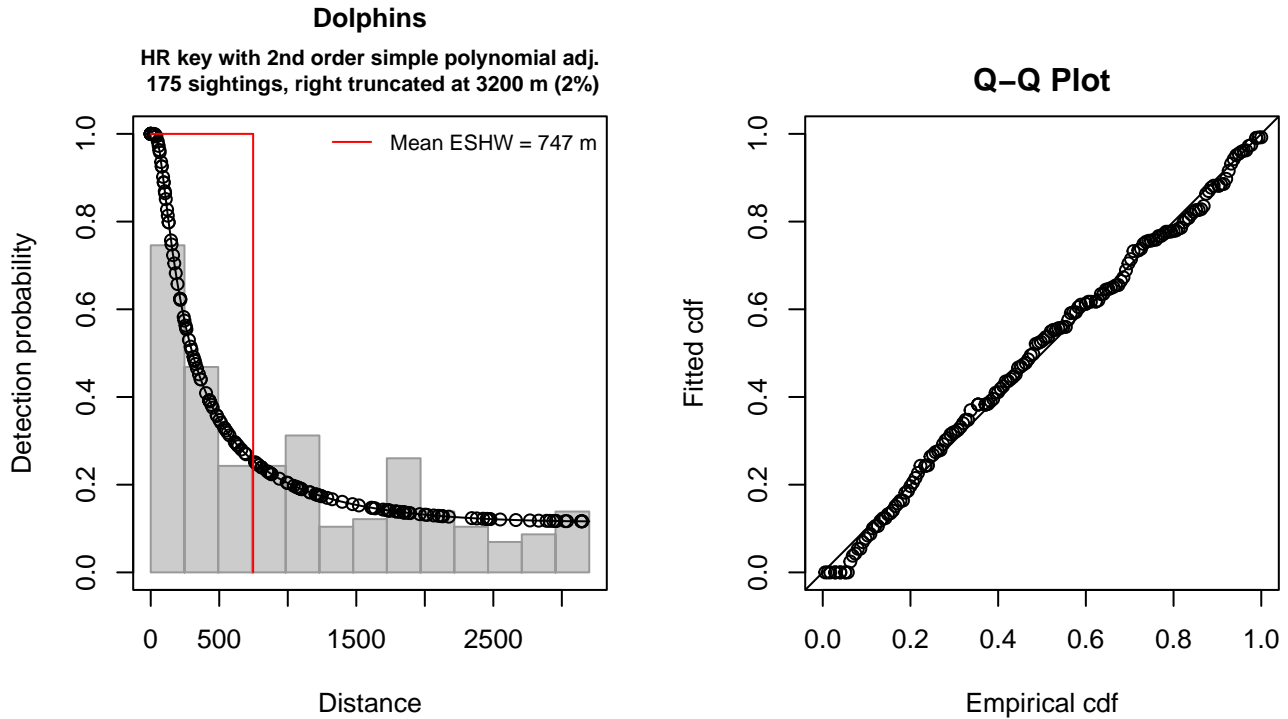 Dolphins
HR key with 2nd order simple polynomial adj.
175 sightings, right truncated at 3200 m (2%)
Mean ESHW = 747 m
Detection probability
0.0
0.2
0.4
0.6
0.8
1.0
0
500
1500
2500
Distance
Q−Q Plot
Fitted cdf
0.0
0.2
0.4
0.6
0.8
1.0
0.0
0.2
0.4
0.6
0.8
1.0
Empirical cdf